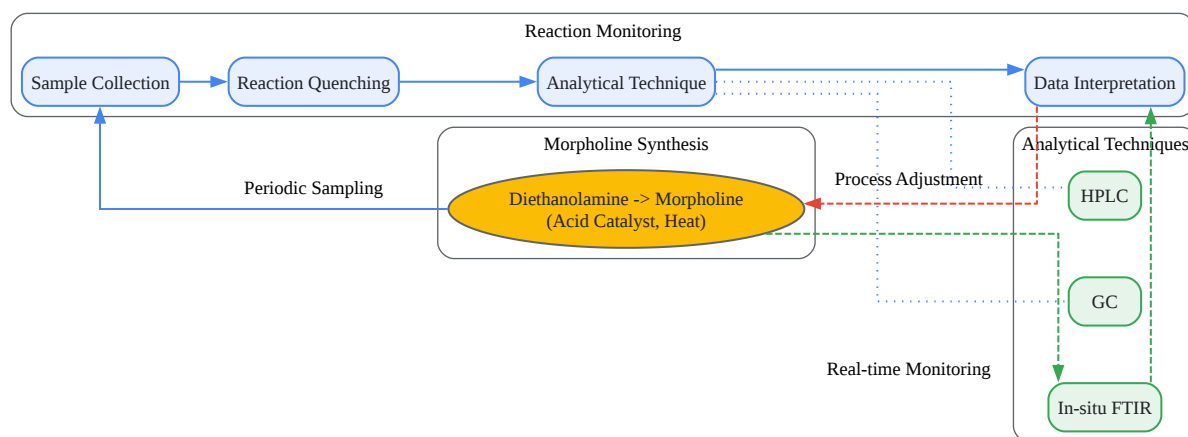 Reaction Monitoring
Sample Collection
Reaction Quenching
Analytical Technique
Data Interpretation
Morpholine Synthesis
Analytical Techniques
Periodic Sampling
Process Adjustment
Diethanolamine -> Morpholine
(Acid Catalyst, Heat)
HPLC
GC
Real-time Monitoring
In-situ FTIR